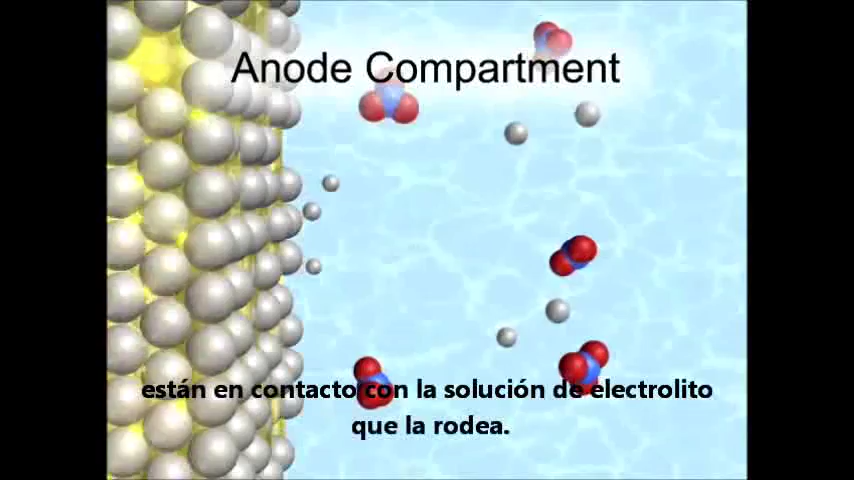 Anode Compartment
están en contacto con la solución de electrolito
que la rodea.